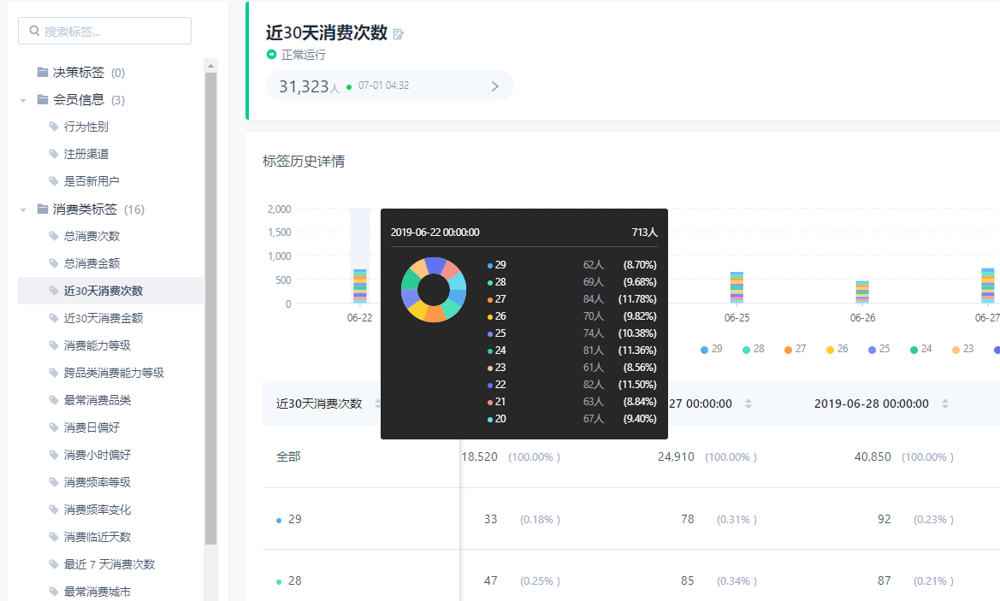 搜索标签...
决策标签 (0)
会员信息 (3)
行为性别
注册渠道
是否新用户
消费类标签 (16)
总消费次数
总消费金额
近30天消费次数
近30天消费金额
消费能力等级
跨品类消费能力等级
最常消费品类
消费日偏好
消费小时偏好
消费频率等级
消费频率变化
消费临近天数
最近 7 天消费次数
最常消费城市
近30天消费次数
正常运行
31,323人 07-01 04:32
标签历史详情
2,000
1,500
1,000
500
0
06-22
06-25
06-26
06-27
2019-06-22 00:00:00 713人
29 62人 (8.70%)
28 69人 (9.68%)
27 84人 (11.78%)
26 70人 (9.82%)
25 74人 (10.38%)
24 81人 (11.36%)
23 61人 (8.56%)
22 82人 (11.50%)
21 63人 (8.84%)
20 67人 (9.40%)
29 28 27 26 25 24 23
近30天消费次数 27 00:00:00 2019-06-28 00:00:00
全部 18,520 (100.00% ) 24,910 (100.00% ) 40,850 (100.00% )
29 33 (0.18% ) 78 (0.31% ) 92 (0.23% )
28 47 (0.25% ) 85 (0.34% ) 87 (0.21% )